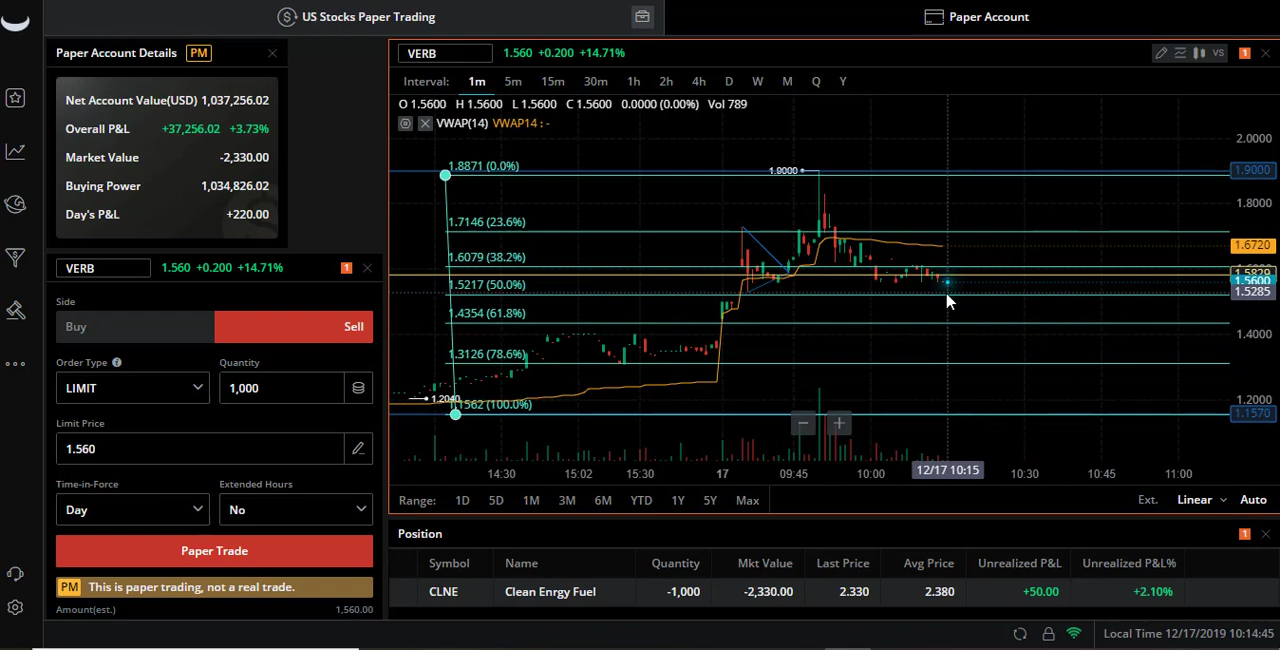 US Stocks Paper Trading
Paper Account
Paper Account Details PM
Net Account Value(USD) 1,037,256.02
Overall P&L +37,256.02 +3.73%
Market Value -2,330.00
Buying Power 1,034,826.02
Day's P&L +220.00
VERB 1.560 +0.200 +14.71% 1
Side
Buy Sell
Order Type Quantity
LIMIT 1,000
Limit Price
1.560
Time-in-Force Extended Hours
Day No
Paper Trade
PM This is paper trading, not a real trade.
Amount(est.) 1,560.00
VERB 1.560 +0.200 +14.71% VS 1
Interval: 1m 5m 15m 30m 1h 2h 4h D W M Q Y
O 1.5600 H 1.5600 L 1.5600 C 1.5600 0.0000 (0.00%) Vol 789
VWAP(14) VWAP14 : -
2.0000
1.8871 (0.0%)
1.9000
1.9000
1.8000
1.7146 (23.6%)
1.6720
1.6079 (38.2%)
1.5829
1.5600
1.5217 (50.0%)
1.5285
1.4354 (61.8%)
1.4000
1.3126 (78.6%)
1.2040
1.2000
1.1562 (100.0%)
1.1570
14:30 15:02 15:30 17 09:45 10:00 12/17 10:15 10:30 10:45 11:00
Range: 1D 5D 1M 3M 6M YTD 1Y 5Y Max Ext. Linear Auto
Position 1
Symbol Name Quantity Mkt Value Last Price Avg Price Unrealized P&L Unrealized P&L%
CLNE Clean Enrgy Fuel -1,000 -2,330.00 2.330 2.380 +50.00 +2.10%
Local Time 12/17/2019 10:14:45